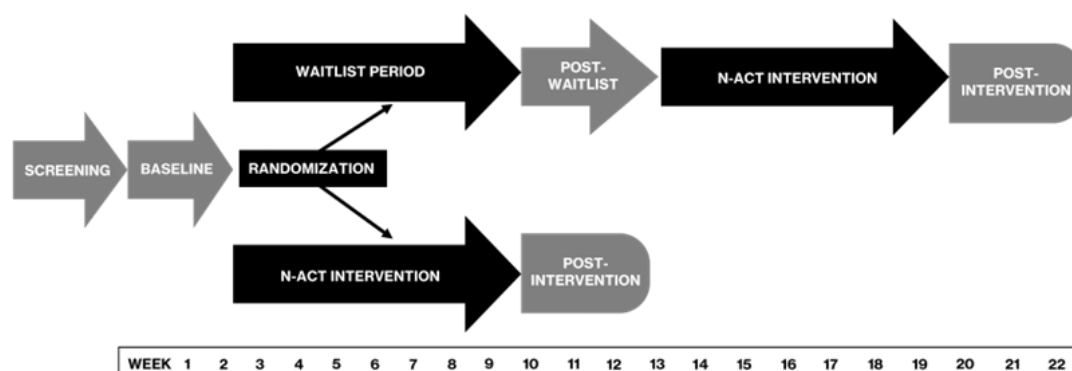 WAITLIST PERIOD
POST-
WAITLIST
N-ACT INTERVENTION
POST-
INTERVENTION
SCREENING
BASELINE
RANDOMIZATION
N-ACT INTERVENTION
POST-
INTERVENTION
WEEK 1 2 3 4 5 6 7 8 9 10 11 12 13 14 15 16 17 18 19 20 21 22